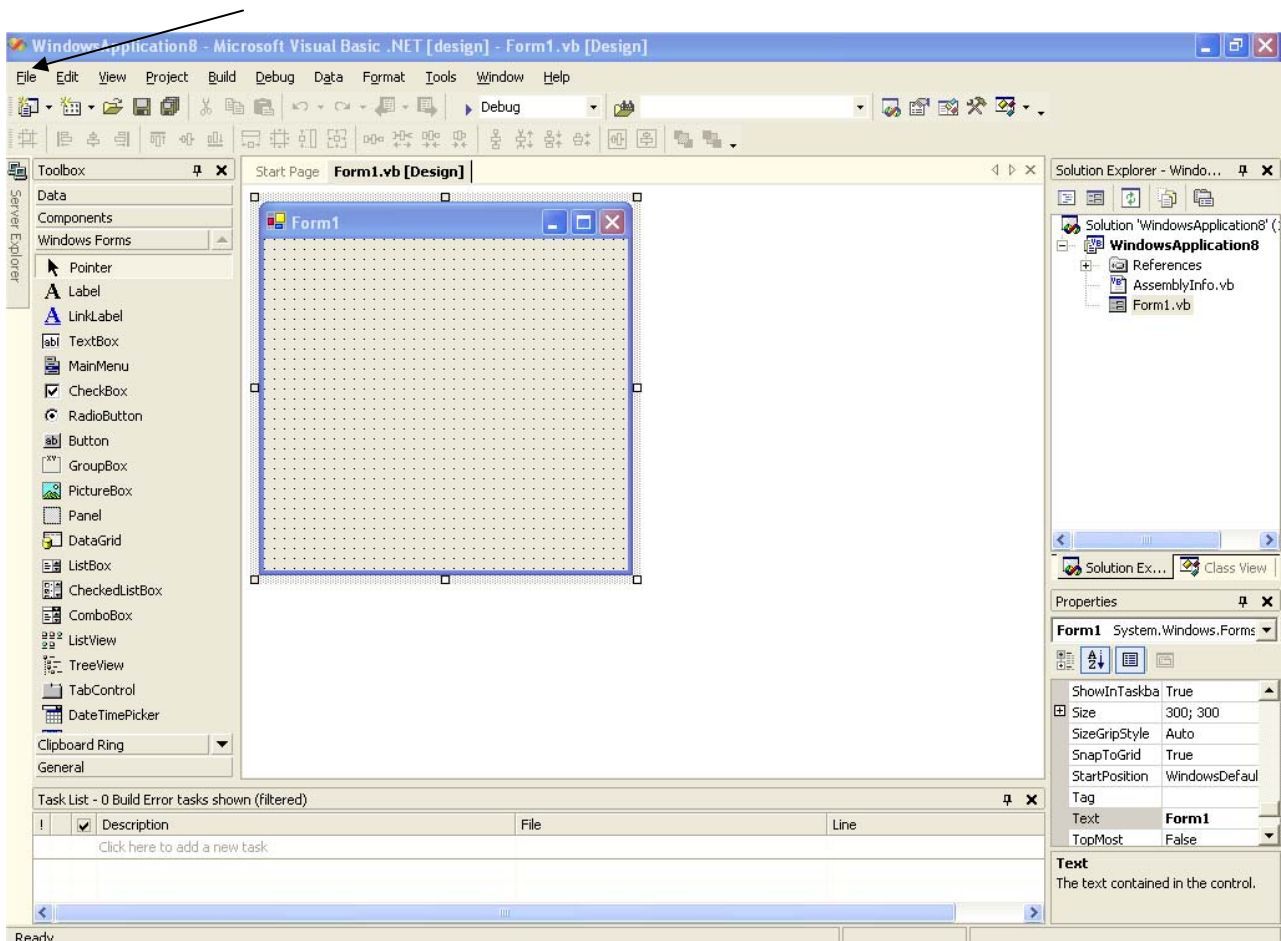 WindowsApplication8 - Microsoft Visual Basic .NET [design] - Form1.vb [Design]
File Edit View Project Build Debug Data Format Tools Window Help
Debug
Toolbox
Start Page Form1.vb [Design]
Solution Explorer - Windo...
Server Explorer
Data
Components
Windows Forms
Pointer
Label
LinkLabel
TextBox
MainMenu
CheckBox
RadioButton
Button
GroupBox
PictureBox
Panel
DataGrid
ListBox
CheckedListBox
ComboBox
ListView
TreeView
TabControl
DateTimePicker
Clipboard Ring
General
Form1
Solution 'WindowsApplication8' (
WindowsApplication8
References
AssemblyInfo.vb
Form1.vb
Solution Ex... Class View
Properties
Form1 System.Windows.Forms
ShowInTaskba True
Size 300; 300
SizeGripStyle Auto
SnapToGrid True
StartPosition WindowsDefaul
Tag
Text Form1
TopMost False
Text
The text contained in the control.
Task List - 0 Build Error tasks shown (filtered)
! Description File Line
Click here to add a new task
Ready